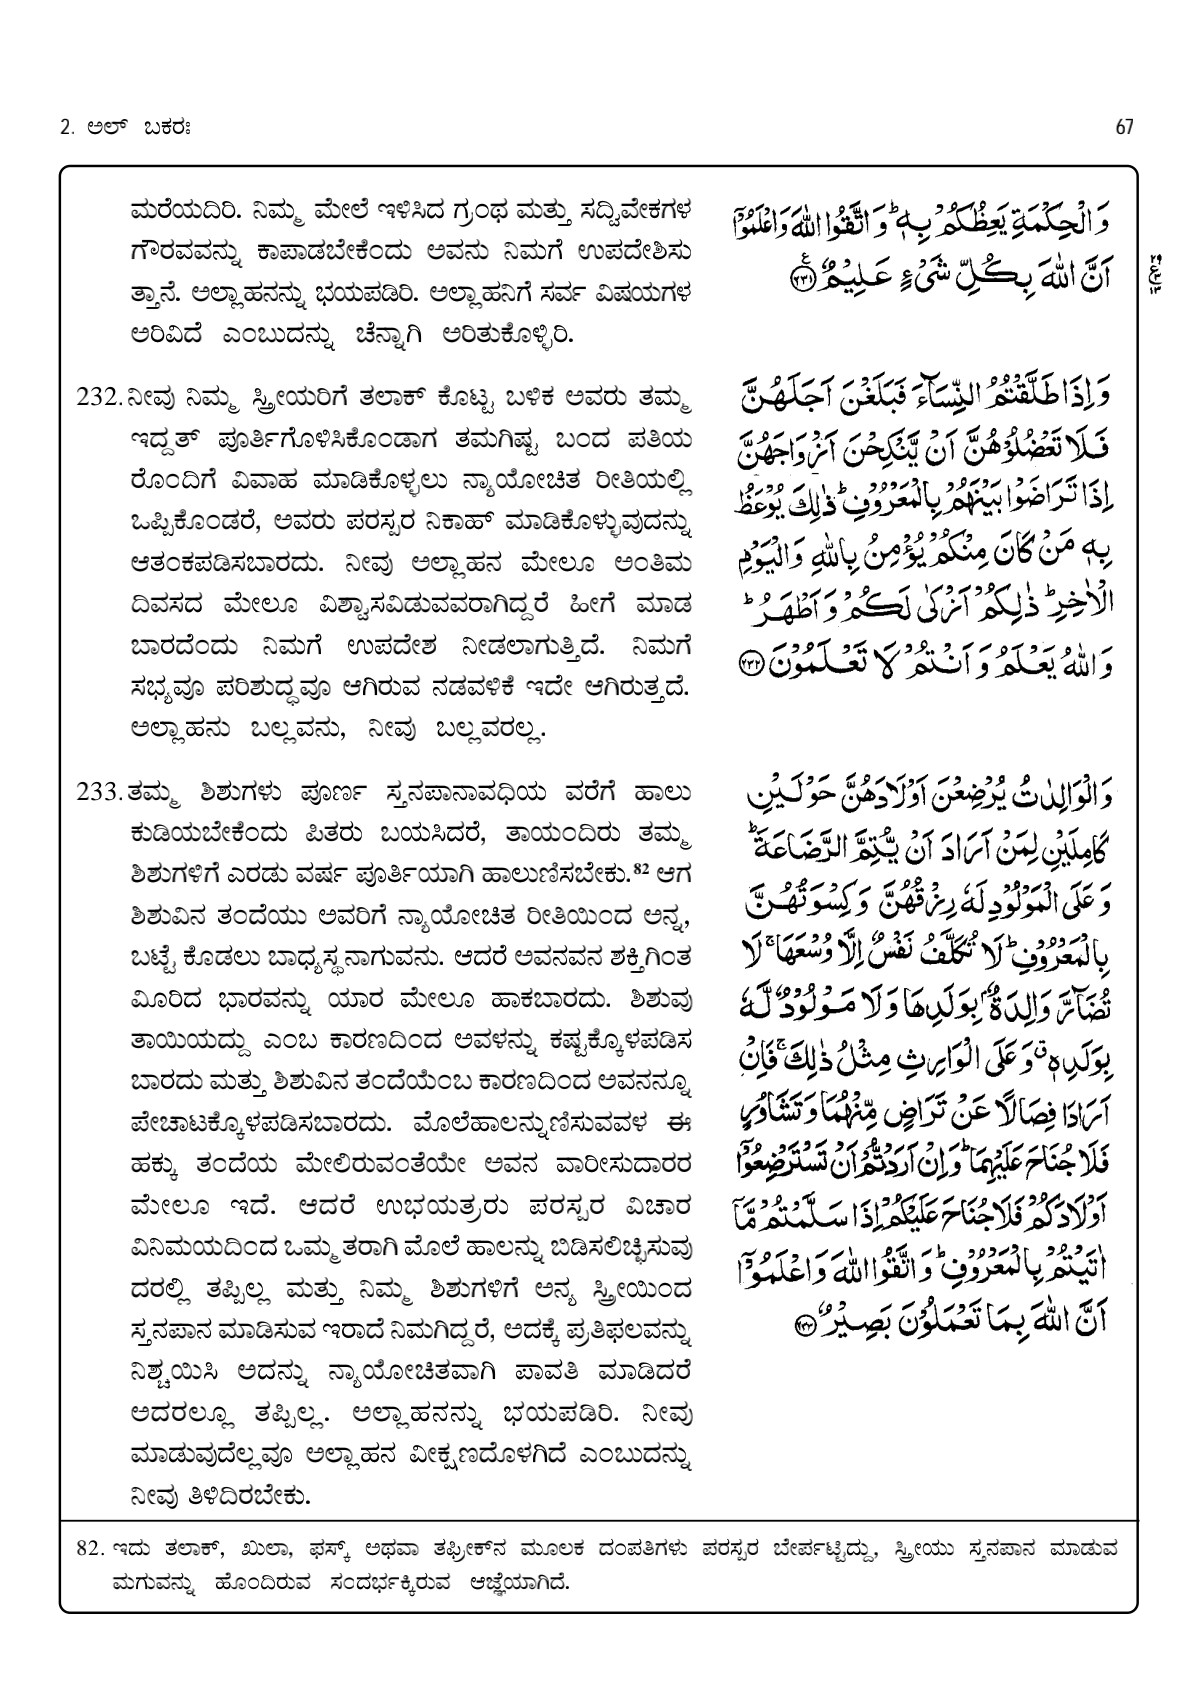 2. ಅಲ್ ಬಕರಃ
67
ಮರೆಯದಿರಿ. ನಿಮ್ಮ ಮೇಲೆ ಇಳಿಸಿದ ಗ್ರಂಥ ಮತ್ತು ಸದ್ವಿವೇಕಗಳ
ಗೌರವವನ್ನು ಕಾಪಾಡಬೇಕೆಂದು ಅವನು ನಿಮಗೆ ಉಪದೇಶಿಸು
ತ್ತಾನೆ. ಅಲ್ಲಾಹನನ್ನು ಭಯಪಡಿರಿ. ಅಲ್ಲಾಹನಿಗೆ ಸರ್ವ ವಿಷಯಗಳ
ಅರಿವಿದೆ ಎಂಬುದನ್ನು ಚೆನ್ನಾಗಿ ಅರಿತುಕೊಳ್ಳಿರಿ.
232. ನೀವು ನಿಮ್ಮ ಸ್ತ್ರೀಯರಿಗೆ ತಲಾಕ್ ಕೊಟ್ಟ ಬಳಿಕ ಅವರು ತಮ್ಮ
ಇದ್ದತ್ ಪೂರ್ತಿಗೊಳಿಸಿಕೊಂಡಾಗ ತಮಗಿಷ್ಟ ಬಂದ ಪತಿಯ
ರೊಂದಿಗೆ ವಿವಾಹ ಮಾಡಿಕೊಳ್ಳಲು ನ್ಯಾಯೋಚಿತ ರೀತಿಯಲ್ಲಿ
ಒಪ್ಪಿಕೊಂಡರೆ, ಅವರು ಪರಸ್ಪರ ನಿಕಾಹ್ ಮಾಡಿಕೊಳ್ಳುವುದನ್ನು
ಆತಂಕಪಡಿಸಬಾರದು. ನೀವು ಅಲ್ಲಾಹನ ಮೇಲೂ ಅಂತಿಮ
ದಿವಸದ ಮೇಲೂ ವಿಶ್ವಾಸವಿಡುವವರಾಗಿದ್ದರೆ ಹೀಗೆ ಮಾಡ
ಬಾರದೆಂದು ನಿಮಗೆ ಉಪದೇಶ ನೀಡಲಾಗುತ್ತಿದೆ. ನಿಮಗೆ
ಸಭ್ಯವೂ ಪರಿಶುದ್ಧವೂ ಆಗಿರುವ ನಡವಳಿಕೆ ಇದೇ ಆಗಿರುತ್ತದೆ.
ಅಲ್ಲಾಹನು ಬಲ್ಲವನು, ನೀವು ಬಲ್ಲವರಲ್ಲ.
233. ತಮ್ಮ ಶಿಶುಗಳು ಪೂರ್ಣ ಸ್ತನಪಾನಾವಧಿಯ ವರೆಗೆ ಹಾಲು
ಕುಡಿಯಬೇಕೆಂದು ಪಿತರು ಬಯಸಿದರೆ, ತಾಯಂದಿರು ತಮ್ಮ
ಶಿಶುಗಳಿಗೆ ಎರಡು ವರ್ಷ ಪೂರ್ತಿಯಾಗಿ ಹಾಲುಣಿಸಬೇಕು.⁸² ಆಗ
ಶಿಶುವಿನ ತಂದೆಯು ಅವರಿಗೆ ನ್ಯಾಯೋಚಿತ ರೀತಿಯಿಂದ ಅನ್ನ,
ಬಟ್ಟೆ ಕೊಡಲು ಬಾಧ್ಯಸ್ಥನಾಗುವನು. ಆದರೆ ಅವನವನ ಶಕ್ತಿಗಿಂತ
ಮೀರಿದ ಭಾರವನ್ನು ಯಾರ ಮೇಲೂ ಹಾಕಬಾರದು. ಶಿಶುವು
ತಾಯಿಯದ್ದು ಎಂಬ ಕಾರಣದಿಂದ ಅವಳನ್ನು ಕಷ್ಟಕ್ಕೊಳಪಡಿಸ
ಬಾರದು ಮತ್ತು ಶಿಶುವಿನ ತಂದೆಯೆಂಬ ಕಾರಣದಿಂದ ಅವನನ್ನೂ
ಪೇಚಾಟಕ್ಕೊಳಪಡಿಸಬಾರದು. ಮೊಲೆಹಾಲನ್ನುಣಿಸುವವಳ ಈ
ಹಕ್ಕು ತಂದೆಯ ಮೇಲಿರುವಂತೆಯೇ ಅವನ ವಾರೀಸುದಾರರ
ಮೇಲೂ ಇದೆ. ಆದರೆ ಉಭಯತ್ರರು ಪರಸ್ಪರ ವಿಚಾರ
ವಿನಿಮಯದಿಂದ ಒಮ್ಮತರಾಗಿ ಮೊಲೆ ಹಾಲನ್ನು ಬಿಡಿಸಲಿಚ್ಛಿಸುವು
ದರಲ್ಲಿ ತಪ್ಪಿಲ್ಲ ಮತ್ತು ನಿಮ್ಮ ಶಿಶುಗಳಿಗೆ ಅನ್ಯ ಸ್ತ್ರೀಯಿಂದ
ಸ್ತನಪಾನ ಮಾಡಿಸುವ ಇರಾದೆ ನಿಮಗಿದ್ದರೆ, ಅದಕ್ಕೆ ಪ್ರತಿಫಲವನ್ನು
ನಿಶ್ಚಯಿಸಿ ಅದನ್ನು ನ್ಯಾಯೋಚಿತವಾಗಿ ಪಾವತಿ ಮಾಡಿದರೆ
ಅದರಲ್ಲೂ ತಪ್ಪಿಲ್ಲ. ಅಲ್ಲಾಹನನ್ನು ಭಯಪಡಿರಿ. ನೀವು
ಮಾಡುವುದೆಲ್ಲವೂ ಅಲ್ಲಾಹನ ವೀಕ್ಷಣದೊಳಗಿದೆ ಎಂಬುದನ್ನು
ನೀವು ತಿಳಿದಿರಬೇಕು.
وَالْحِكْمَةِ يَعِظُكُمْ بِهٖ ؕ وَاتَّقُوا اللّٰهَ وَاعْلَمُوْۤا
اَنَّ اللّٰهَ بِكُلِّ شَیْءٍ عَلِيْمٌ ﴿۲۳۱﴾
وَاِذَا طَلَّقْتُمُ النِّسَآءَ فَبَلَغْنَ اَجَلَهُنَّ
فَلَا تَعْضُلُوْهُنَّ اَنْ يَّنْكِحْنَ اَزْوَاجَهُنَّ
اِذَا تَرَاضَوْا بَيْنَهُمْ بِالْمَعْرُوْفِ ؕ ذٰلِكَ يُوْعَظُ
بِهٖ مَنْ كَانَ مِنْكُمْ يُؤْمِنُ بِاللّٰهِ وَالْيَوْمِ
الْاٰخِرِ ؕ ذٰلِكُمْ اَزْكٰى لَكُمْ وَاَطْهَرُ ؕ
وَاللّٰهُ يَعْلَمُ وَاَنْتُمْ لَا تَعْلَمُوْنَ ﴿۲۳۲﴾
وَالْوَالِدٰتُ يُرْضِعْنَ اَوْلَادَهُنَّ حَوْلَيْنِ
كَامِلَيْنِ لِمَنْ اَرَادَ اَنْ يُّتِمَّ الرَّضَاعَةَ ؕ
وَعَلَى الْمَوْلُوْدِ لَهٗ رِزْقُهُنَّ وَكِسْوَتُهُنَّ
بِالْمَعْرُوْفِ ؕ لَا تُكَلَّفُ نَفْسٌ اِلَّا وُسْعَهَا ۚ لَا
تُضَآرَّ وَالِدَةٌۢ بِوَلَدِهَا وَلَا مَوْلُوْدٌ لَّهٗ
بِوَلَدِهٖ ۗ وَعَلَى الْوَارِثِ مِثْلُ ذٰلِكَ ۚ فَاِنْ
اَرَادَا فِصَالًا عَنْ تَرَاضٍ مِّنْهُمَا وَتَشَاوُرٍ
فَلَا جُنَاحَ عَلَيْهِمَا ؕ وَاِنْ اَرَدْتُّمْ اَنْ تَسْتَرْضِعُوْۤا
اَوْلَادَكُمْ فَلَا جُنَاحَ عَلَيْكُمْ اِذَا سَلَّمْتُمْ مَّاۤ
اٰتَيْتُمْ بِالْمَعْرُوْفِ ؕ وَاتَّقُوا اللّٰهَ وَاعْلَمُوْۤا
اَنَّ اللّٰهَ بِمَا تَعْمَلُوْنَ بَصِيْرٌ ﴿۲۳۳﴾
82. ಇದು ತಲಾಕ್, ಖುಲಾ, ಫಸ್ಕ್ ಅಥವಾ ತಫ್ರೀಕ್‌ನ ಮೂಲಕ ದಂಪತಿಗಳು ಪರಸ್ಪರ ಬೇರ್ಪಟ್ಟಿದ್ದು, ಸ್ತ್ರೀಯು ಸ್ತನಪಾನ ಮಾಡುವ
ಮಗುವನ್ನು ಹೊಂದಿರುವ ಸಂದರ್ಭಕ್ಕಿರುವ ಆಜ್ಞೆಯಾಗಿದೆ.